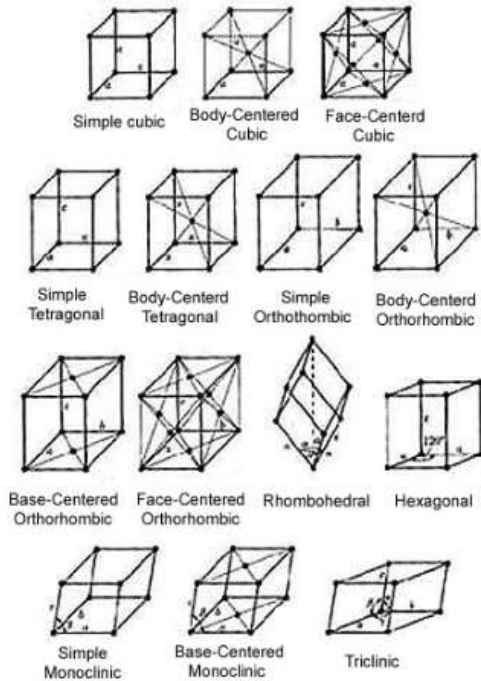 Simple cubic
Body-Centered
Cubic
Face-Centerd
Cubic
Simple
Tetragonal
Body-Centerd
Tetragonal
Simple
Orthothombic
Body-Centerd
Orthorhombic
Base-Centered
Orthorhombic
Face-Centered
Orthorhombic
Rhombohedral
120°
Hexagonal
Simple
Monoclinic
Base-Centered
Monoclinic
Triclinic